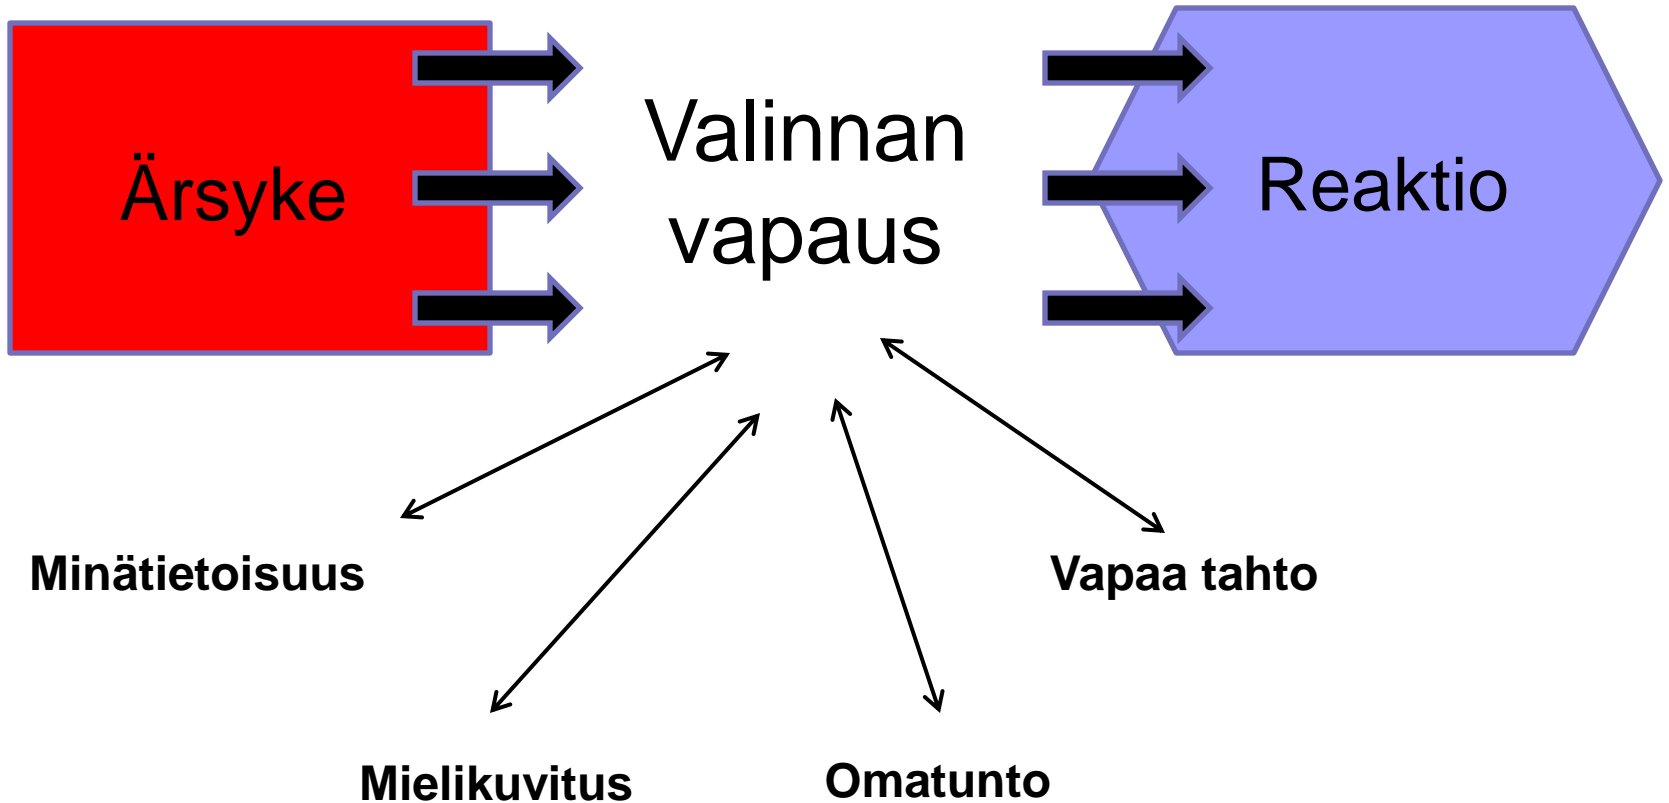 Ärsyke
Valinnan
vapaus
Reaktio
Minätietoisuus
Vapaa tahto
Mielikuvitus
Omatunto